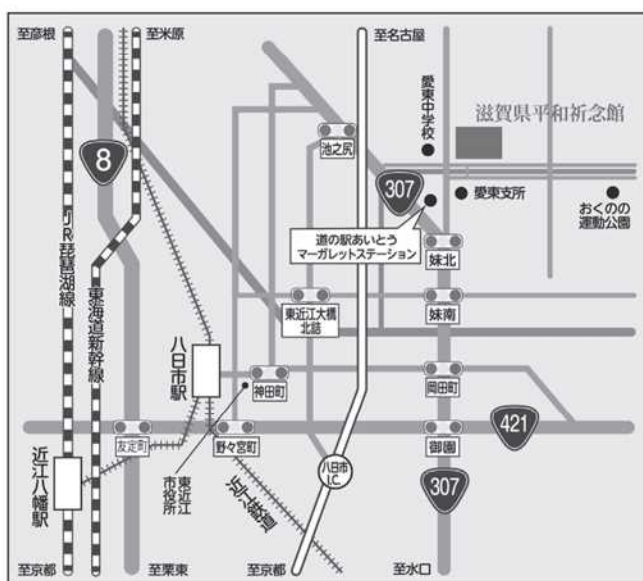 至彦根
至米原
至名古屋
愛東中学校
滋賀県平和祈念館
池之尻
8
307
愛東支所
おくのの
運動公園
道の駅あいとう
マーガレットステーション
妹北
JR琵琶湖線
東海道新幹線
東近江大橋
北詰
妹南
八日市駅
神田町
岡田町
421
友定町
野々宮町
御園
近江八幡駅
東近江
市役所
近江鉄道
八日市
I.C.
307
至京都
至栗東
至京都
至水口